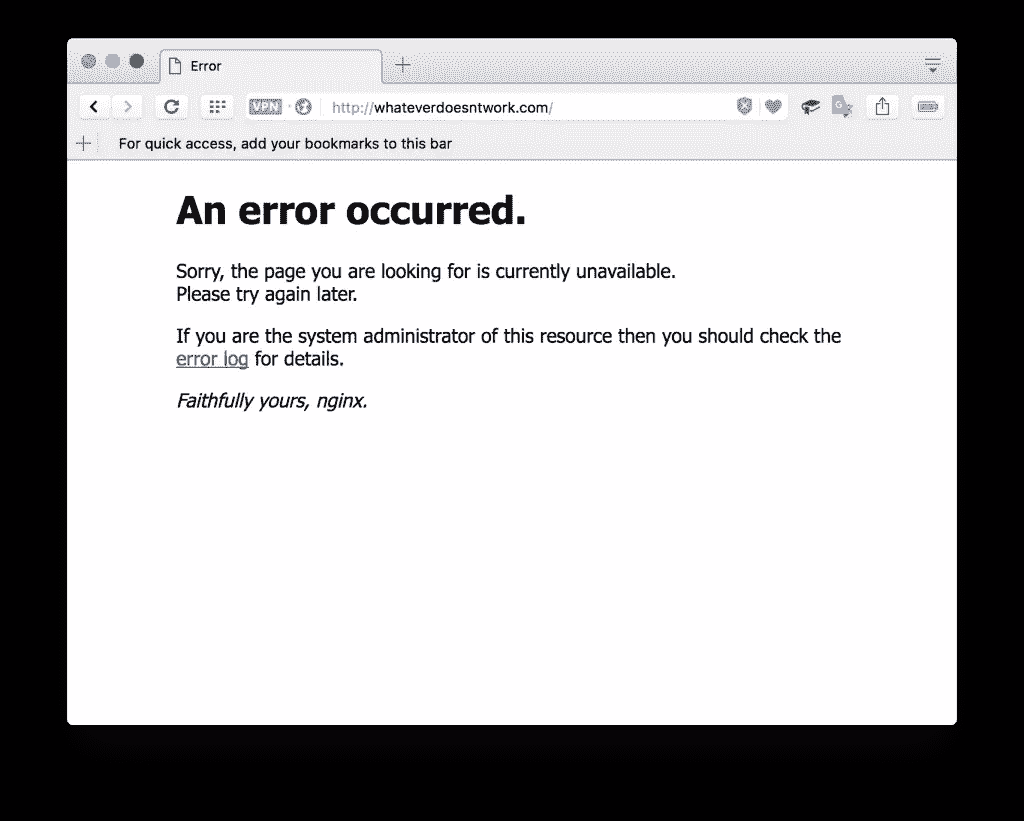 Error
VPN
http://whateverdoesntwork.com/
For quick access, add your bookmarks to this bar
An error occurred.
Sorry, the page you are looking for is currently unavailable.
Please try again later.
If you are the system administrator of this resource then you should check the
error log for details.
Faithfully yours, nginx.